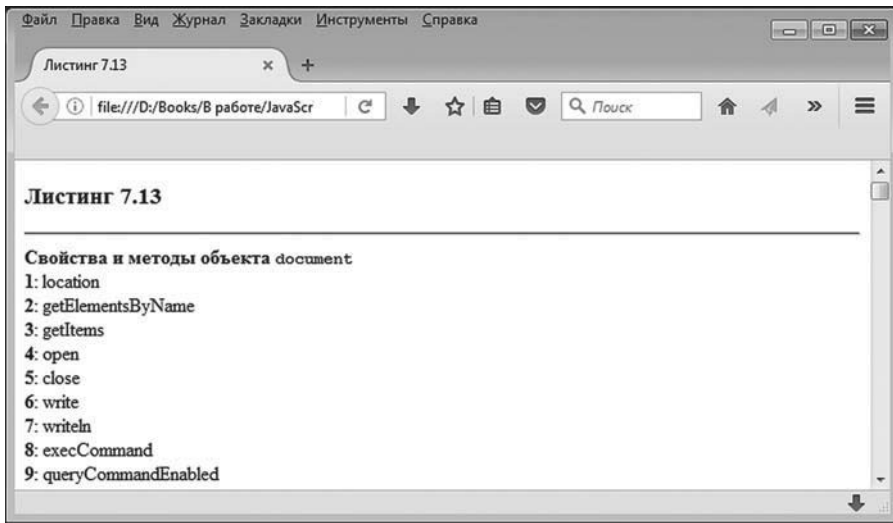 Файл Правка Вид Журнал Закладки Инструменты Справка
Листинг 7.13
file:///D:/Books/В работе/JavaScr
Поиск
Листинг 7.13
Свойства и методы объекта document
1: location
2: getElementsByName
3: getItems
4: open
5: close
6: write
7: writeln
8: execCommand
9: queryCommandEnabled